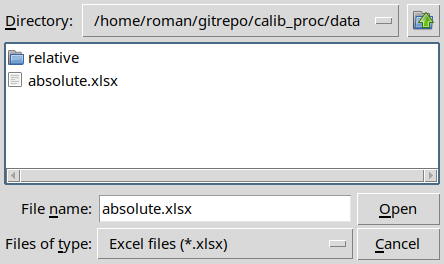 Directory: /home/roman/gitrepo/calib_proc/data
relative
absolute.xlsx
File name: absolute.xlsx Open
Files of type: Excel files (*.xlsx) Cancel